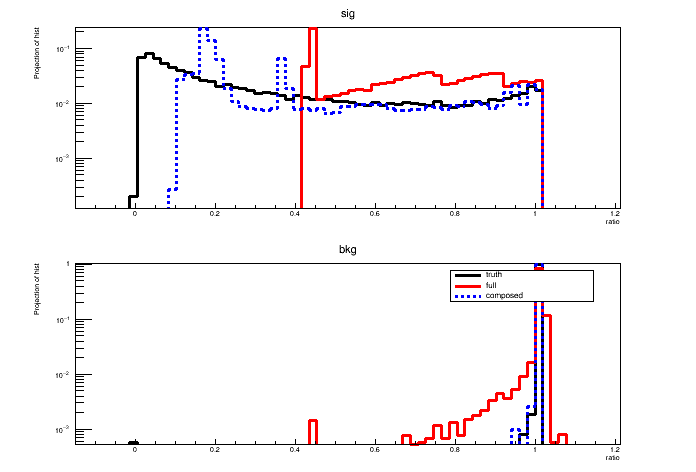 sig
Projection of hist
10⁻¹
10⁻²
10⁻³
0 0.2 0.4 0.6 0.8 1 1.2
ratio
bkg
Projection of hist
1
10⁻¹
10⁻²
10⁻³
truth
full
composed
0 0.2 0.4 0.6 0.8 1 1.2
ratio